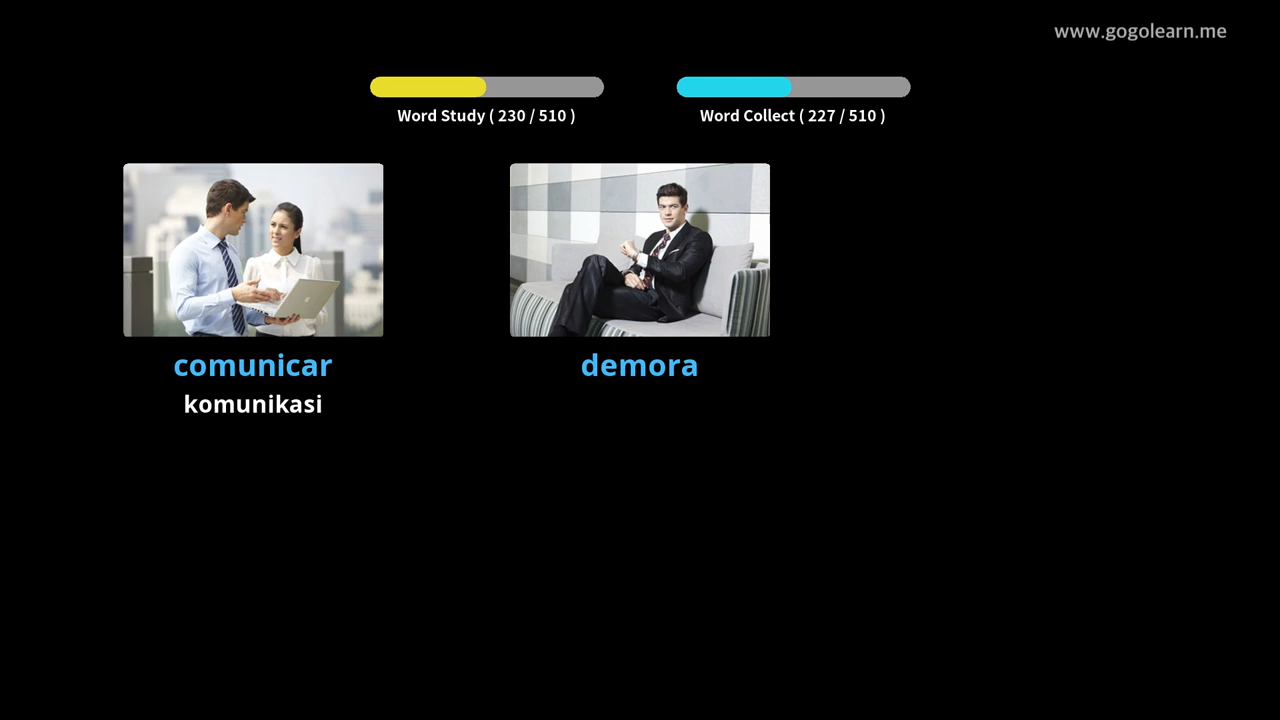 www.gogolearn.me
Word Study ( 230 / 510 )
Word Collect ( 227 / 510 )
comunicar
komunikasi
demora